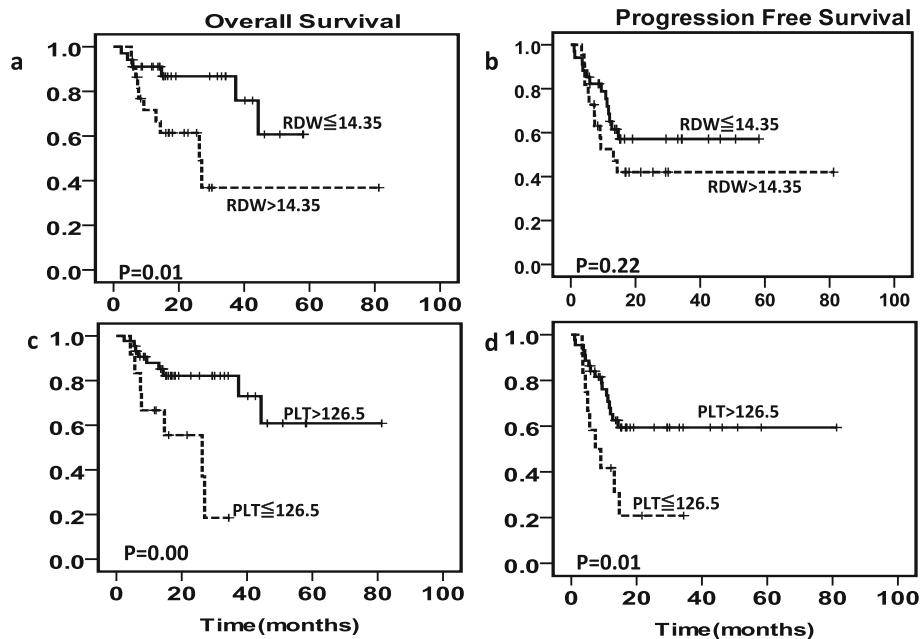 Overall Survival
Progression Free Survival
a
1.0
0.8
0.6
0.4
0.2
0.0
RDW≦14.35
RDW>14.35
P=0.01
0 20 40 60 80 100
b
1.0
0.8
0.6
0.4
0.2
0.0
RDW≦14.35
RDW>14.35
P=0.22
0 20 40 60 80 100
c
1.0
0.8
0.6
0.4
0.2
0.0
PLT>126.5
PLT≦126.5
P=0.00
0 20 40 60 80 100
Time(months)
d
1.0
0.8
0.6
0.4
0.2
0.0
PLT>126.5
PLT≦126.5
P=0.01
0 20 40 60 80 100
Time(months)